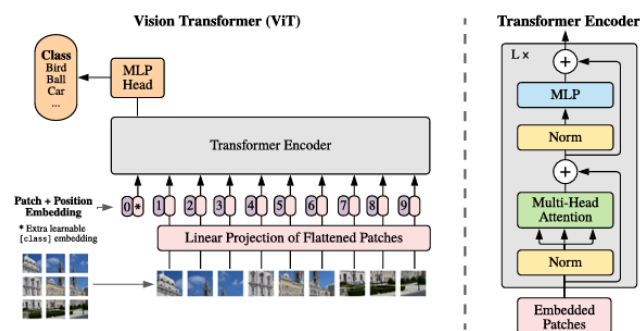 Vision Transformer (ViT)
Class
Bird
Ball
Car
...
MLP
Head
Transformer Encoder
Patch + Position
Embedding
0 * 1 2 3 4 5 6 7 8 9
* Extra learnable
[class] embedding
Linear Projection of Flattened Patches
Transformer Encoder
L x
+
MLP
Norm
+
Multi-Head
Attention
Norm
Embedded
Patches